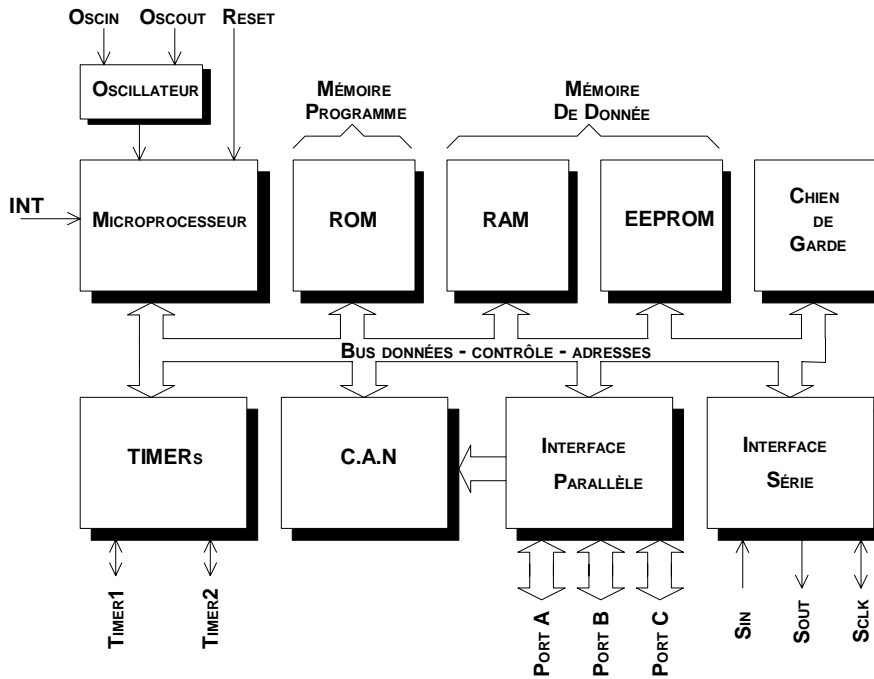 OSCIN OSCOUT RESET
OSCILLATEUR
MÉMOIRE
PROGRAMME
MÉMOIRE
DE DONNÉE
INT
MICROPROCESSEUR
ROM
RAM
EEPROM
CHIEN
DE
GARDE
BUS DONNÉES - CONTRÔLE - ADRESSES
TIMERS
C.A.N
INTERFACE
PARALLÈLE
INTERFACE
SÉRIE
TIMER1
TIMER2
PORT A
PORT B
PORT C
SIN
SOUT
SCLK